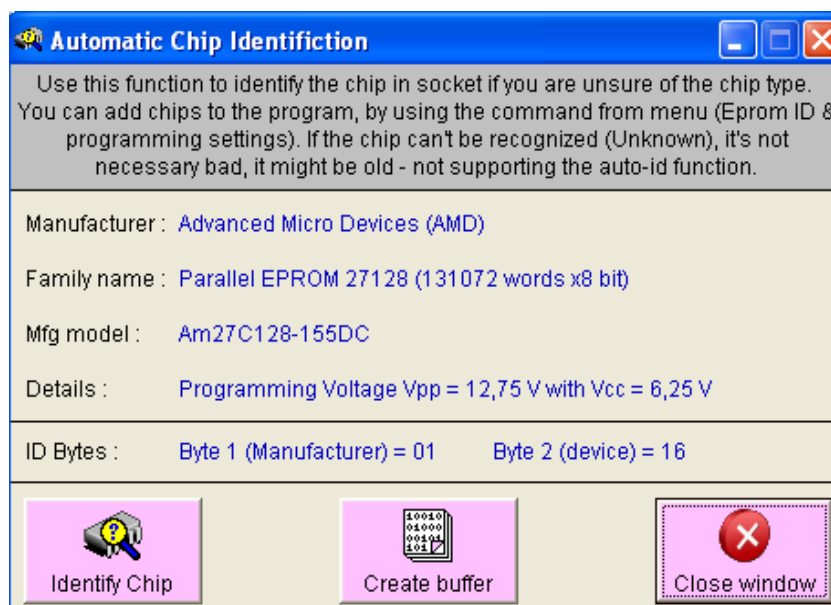 Automatic Chip Identifiction
Use this function to identify the chip in socket if you are unsure of the chip type.
You can add chips to the program, by using the command from menu (Eprom ID &
programming settings). If the chip can't be recognized (Unknown), it's not
necessary bad, it might be old - not supporting the auto-id function.
Manufacturer : Advanced Micro Devices (AMD)
Family name : Parallel EPROM 27128 (131072 words x8 bit)
Mfg model : Am27C128-155DC
Details : Programming Voltage Vpp = 12,75 V with Vcc = 6,25 V
ID Bytes : Byte 1 (Manufacturer) = 01 Byte 2 (device) = 16
Identify Chip Create buffer Close window